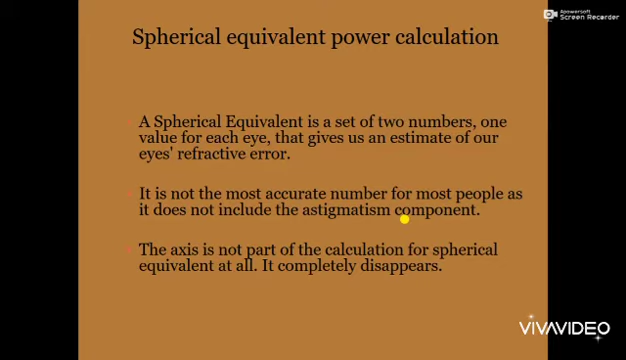 Apowersoft
Screen Recorder
Spherical equivalent power calculation
A Spherical Equivalent is a set of two numbers, one
value for each eye, that gives us an estimate of our
eyes' refractive error.
It is not the most accurate number for most people as
it does not include the astigmatism component.
The axis is not part of the calculation for spherical
equivalent at all. It completely disappears.
VIVAVIDEO